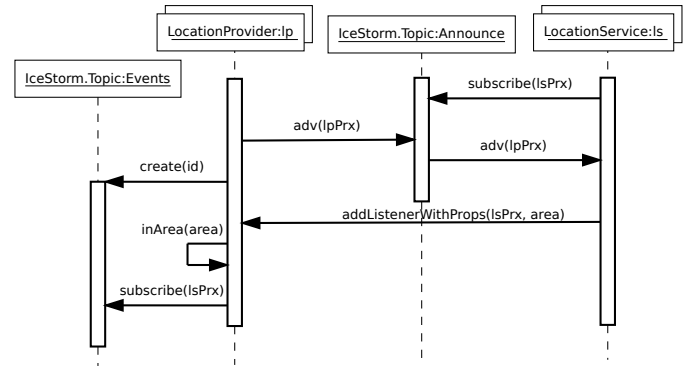 LocationProvider:lp
IceStorm.Topic:Announce
LocationService:ls
IceStorm.Topic:Events
subscribe(lsPrx)
adv(lpPrx)
adv(lpPrx)
create(id)
addListenerWithProps(lsPrx, area)
inArea(area)
subscribe(lsPrx)